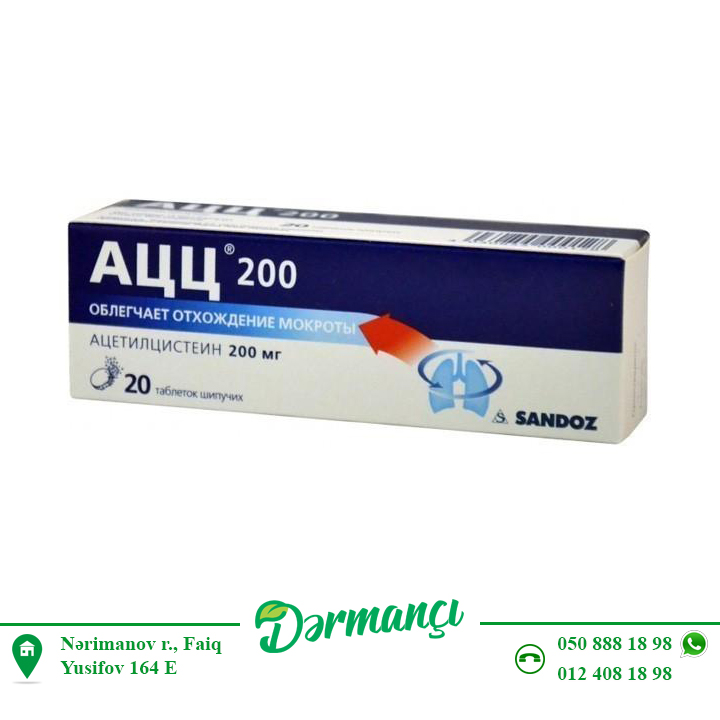 АЦЦ 200
20
АЦЦ® 200
ОБЛЕГЧАЕТ ОТХОЖДЕНИЕ МОКРОТЫ
АЦЕТИЛЦИСТЕИН 200 мг
20 таблеток шипучих
S SANDOZ
Dərmançı
Nərimanov r., Faiq
Yusifov 164 E
050 888 18 98
012 408 18 98